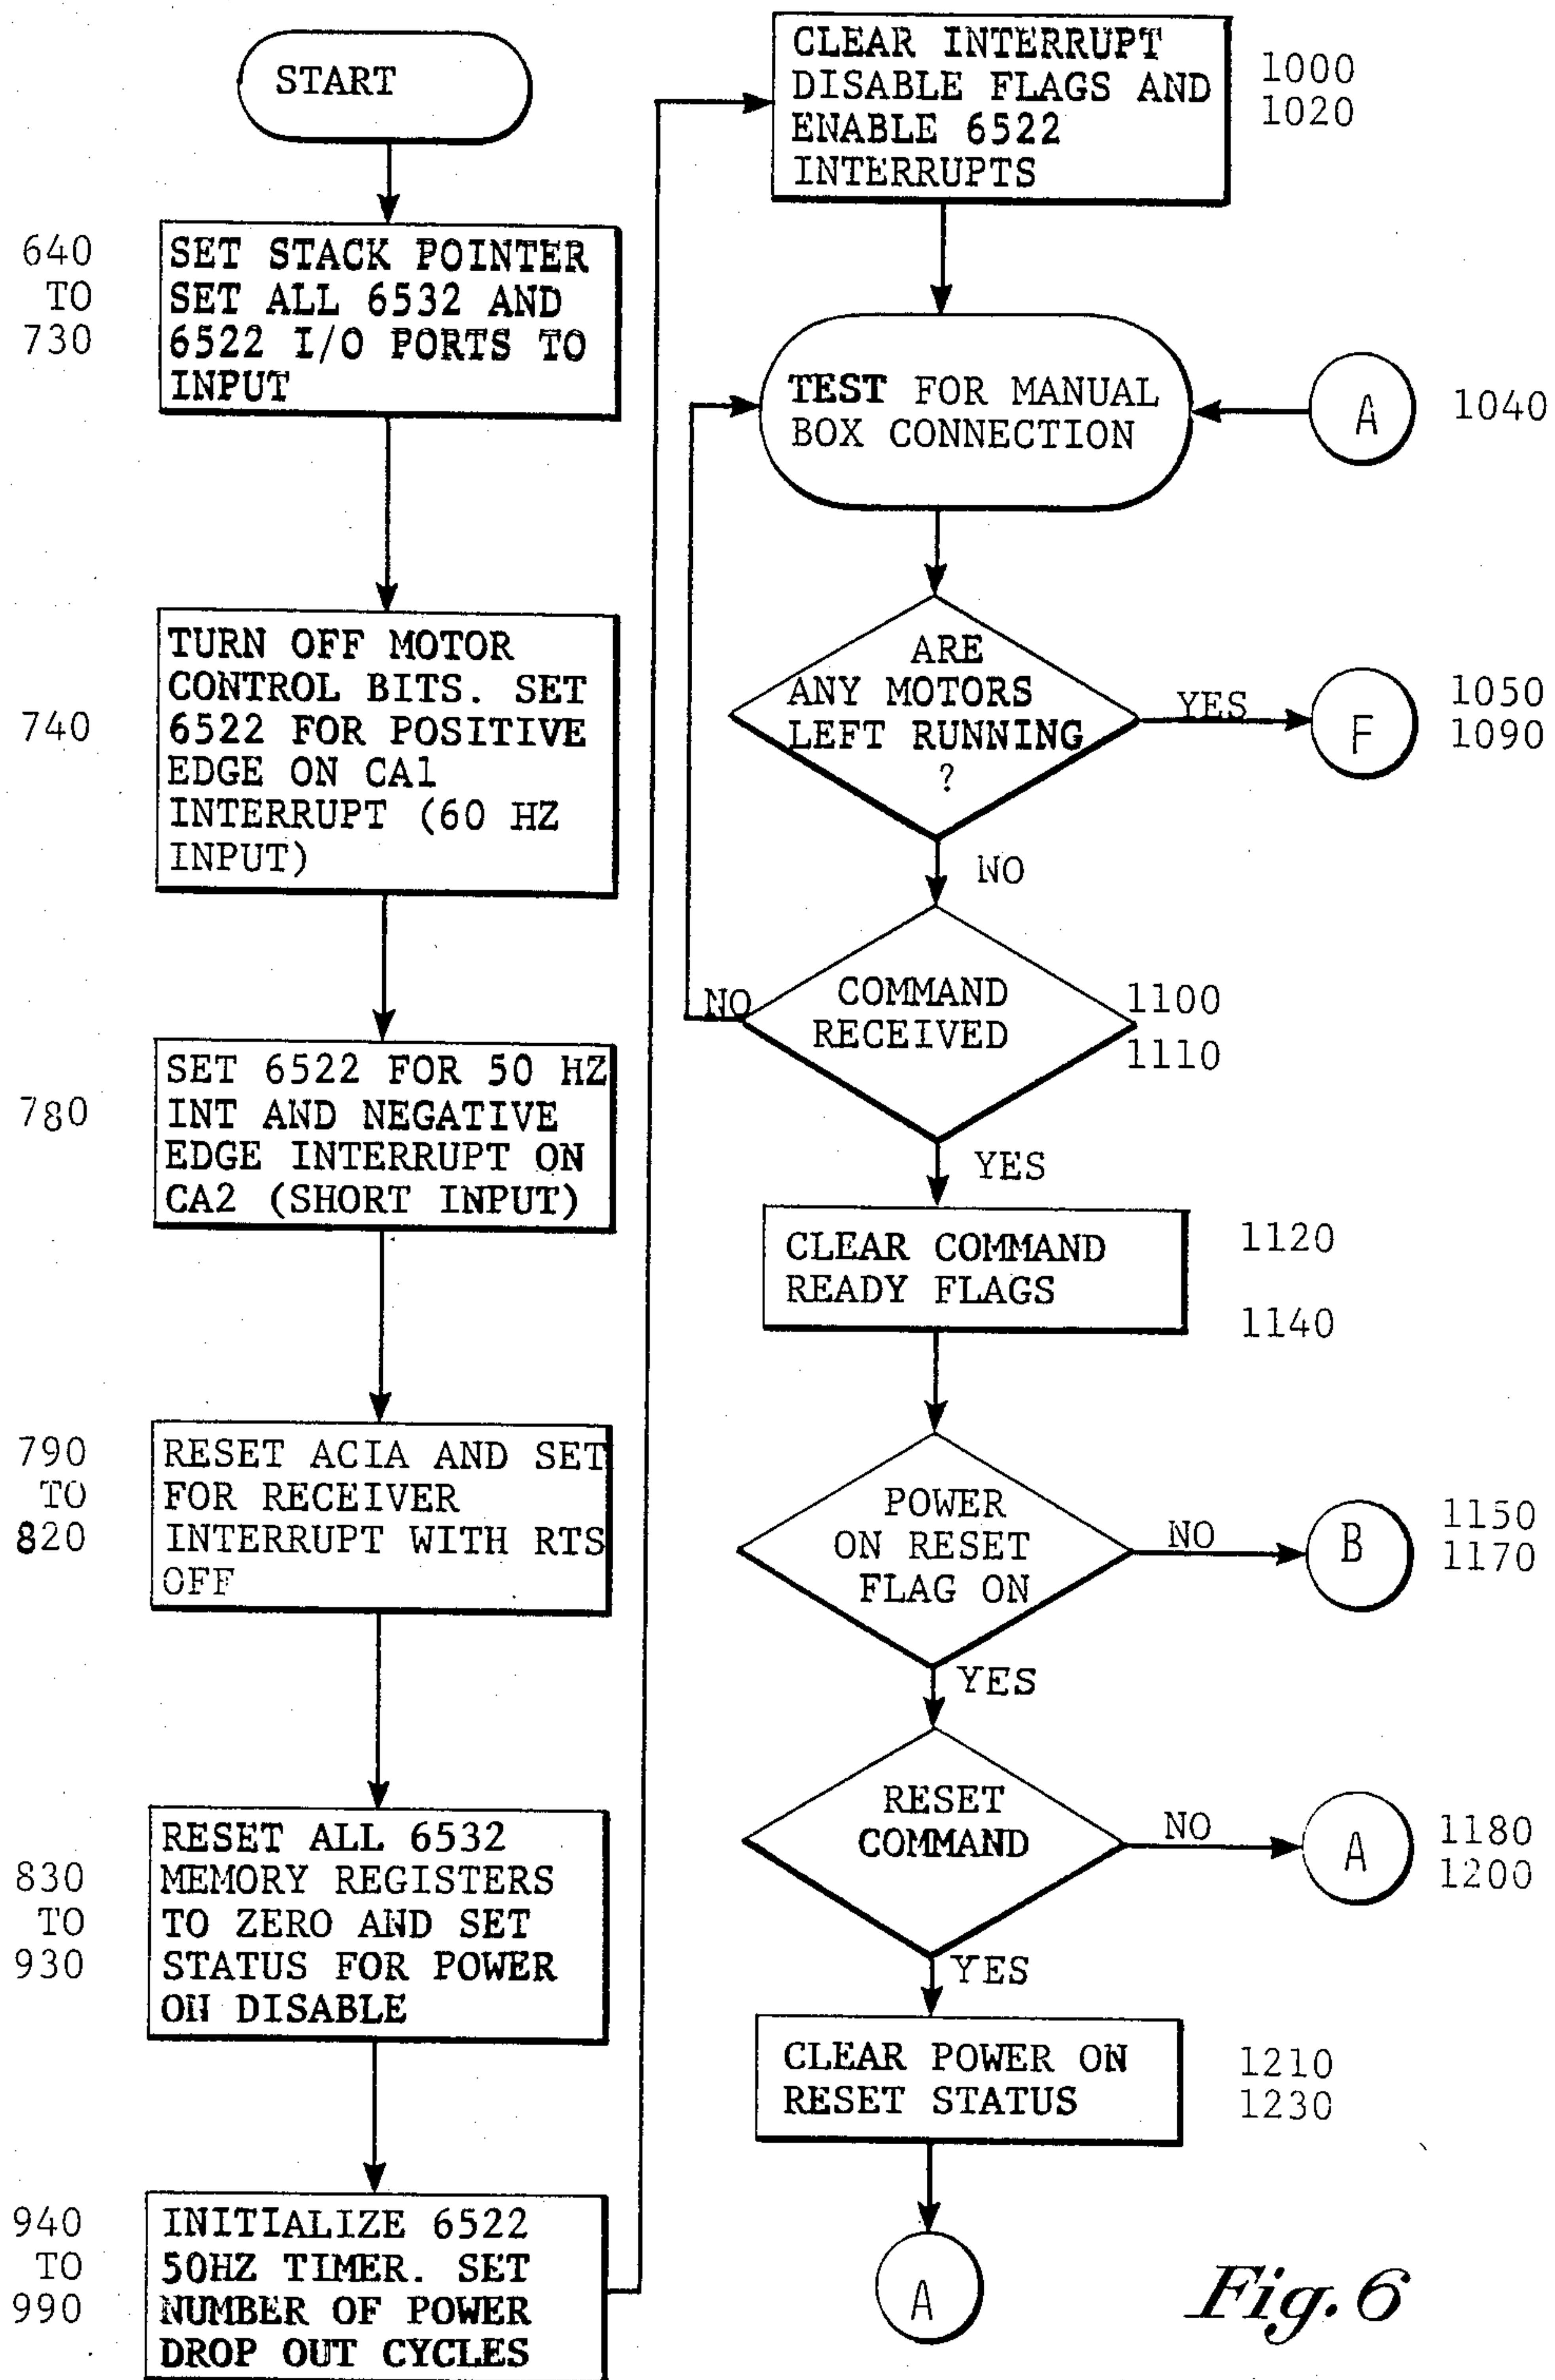 START
640
TO
730
SET STACK POINTER
SET ALL 6532 AND
6522 I/O PORTS TO
INPUT
740
TURN OFF MOTOR
CONTROL BITS. SET
6522 FOR POSITIVE
EDGE ON CA1
INTERRUPT (60 HZ
INPUT)
780
SET 6522 FOR 50 HZ
INT AND NEGATIVE
EDGE INTERRUPT ON
CA2 (SHORT INPUT)
790
TO
820
RESET ACIA AND SET
FOR RECEIVER
INTERRUPT WITH RTS
OFF
830
TO
930
RESET ALL 6532
MEMORY REGISTERS
TO ZERO AND SET
STATUS FOR POWER
ON DISABLE
940
TO
990
INITIALIZE 6522
50HZ TIMER. SET
NUMBER OF POWER
DROP OUT CYCLES
CLEAR INTERRUPT
DISABLE FLAGS AND
ENABLE 6522
INTERRUPTS
1000
1020
TEST FOR MANUAL
BOX CONNECTION
A
1040
ARE
ANY MOTORS
LEFT RUNNING
?
YES
F
1050
1090
NO
COMMAND
RECEIVED
NO
1100
1110
YES
CLEAR COMMAND
READY FLAGS
1120
1140
POWER
ON RESET
FLAG ON
NO
B
1150
1170
YES
RESET
COMMAND
NO
A
1180
1200
YES
CLEAR POWER ON
RESET STATUS
1210
1230
A
Fig. 6